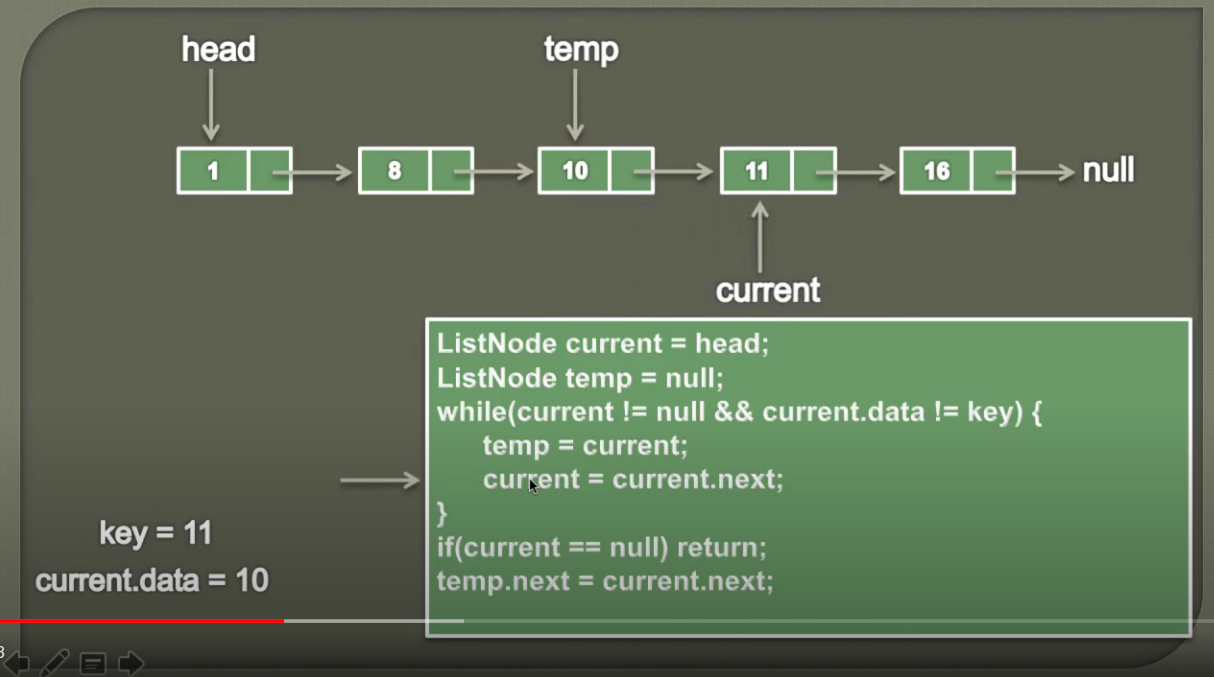 head temp
1 8 10 11 16 null
current
ListNode current = head;
ListNode temp = null;
while(current != null && current.data != key) {
temp = current;
current = current.next;
}
if(current == null) return;
temp.next = current.next;
key = 11
current.data = 10
3